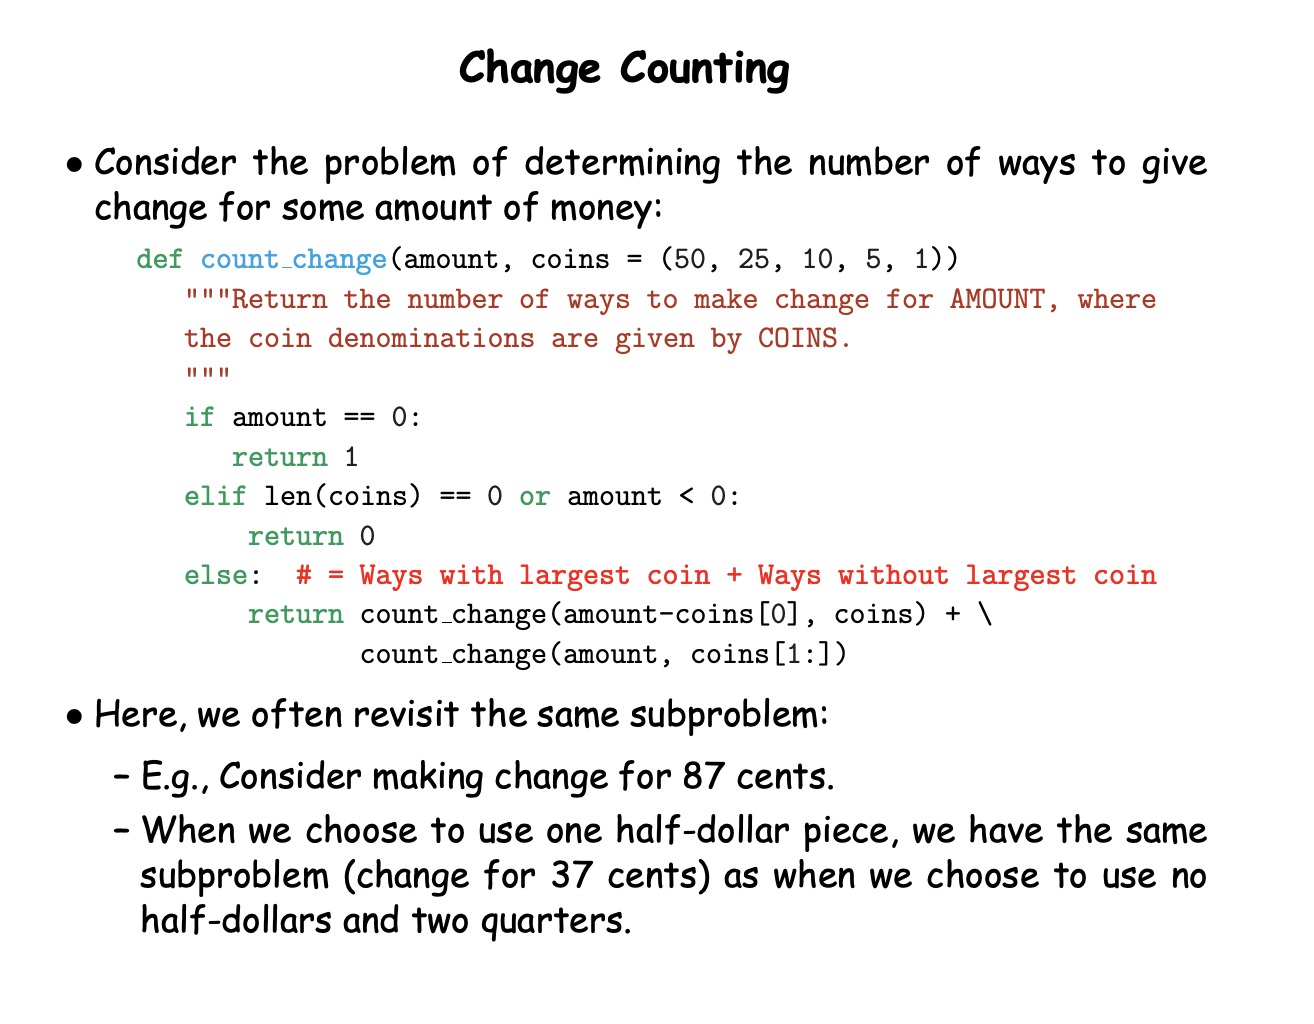 Change Counting
• Consider the problem of determining the number of ways to give
change for some amount of money:
def count_change(amount, coins = (50, 25, 10, 5, 1))
"""Return the number of ways to make change for AMOUNT, where
the coin denominations are given by COINS.
"""
if amount == 0:
return 1
elif len(coins) == 0 or amount < 0:
return 0
else: # = Ways with largest coin + Ways without largest coin
return count_change(amount-coins[0], coins) + \
count_change(amount, coins[1:])
• Here, we often revisit the same subproblem:
– E.g., Consider making change for 87 cents.
– When we choose to use one half-dollar piece, we have the same
subproblem (change for 37 cents) as when we choose to use no
half-dollars and two quarters.